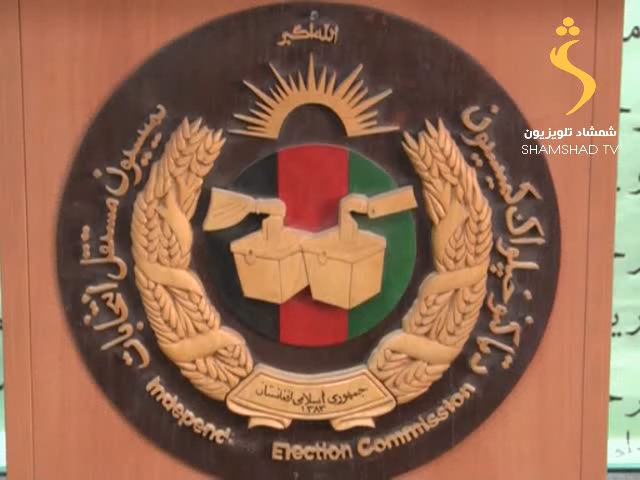 الله اکبر
شمشاد تلویزیون
SHAMSHAD TV
کمیسیون مستقل انتخابات
د ټاکنو خپلواک کمیسیون
جمهوری اسلامی افغانستان
۱۳۸۳
Independ Election Commission